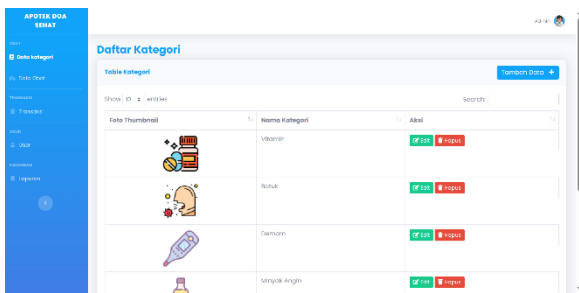 APOTEK DOA
SEHAT
Admin
Data kategori
Data Obat
Transaksi
User
Laporan
Daftar Kategori
Table Kategori
Tambah Data +
Show 10 entries
Search:
Foto Thumbnail
Nama Kategori
Aksi
Vitamin
Edit
Hapus
Batuk
Edit
Hapus
Demam
Edit
Hapus
Minyak Angin
Edit
Hapus